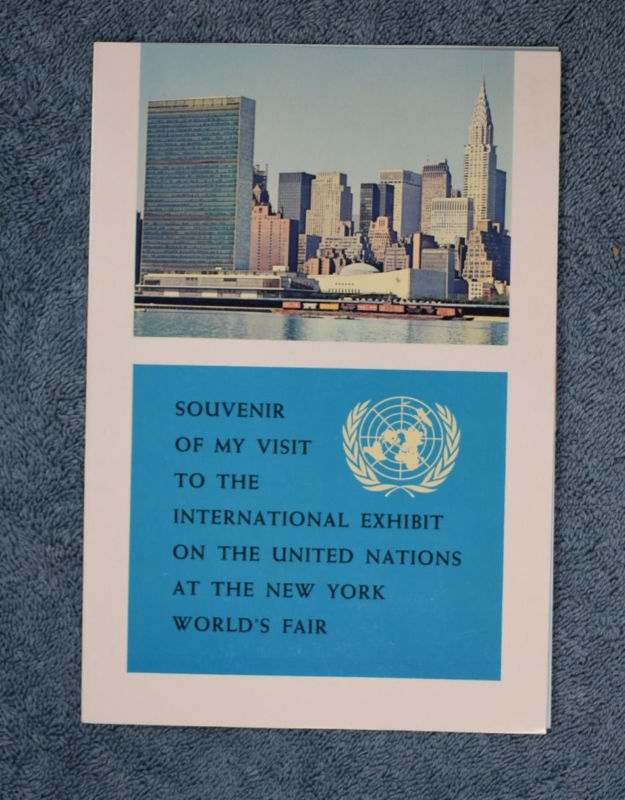 SOUVENIR
OF MY VISIT
TO THE
INTERNATIONAL EXHIBIT
ON THE UNITED NATIONS
AT THE NEW YORK
WORLD'S FAIR